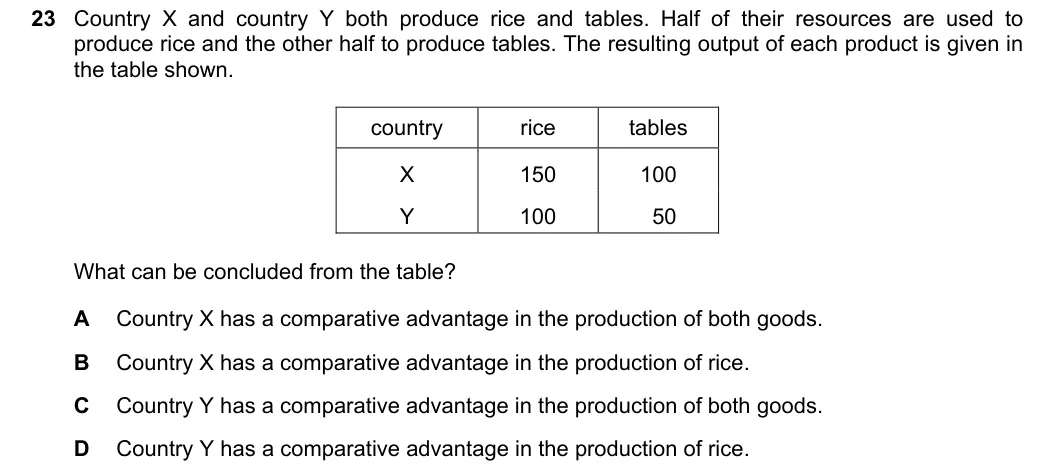 23 Country X and country Y both produce rice and tables. Half of their resources are used to
produce rice and the other half to produce tables. The resulting output of each product is given in
the table shown.
country rice tables
X 150 100
Y 100 50
What can be concluded from the table?
A Country X has a comparative advantage in the production of both goods.
B Country X has a comparative advantage in the production of rice.
C Country Y has a comparative advantage in the production of both goods.
D Country Y has a comparative advantage in the production of rice.